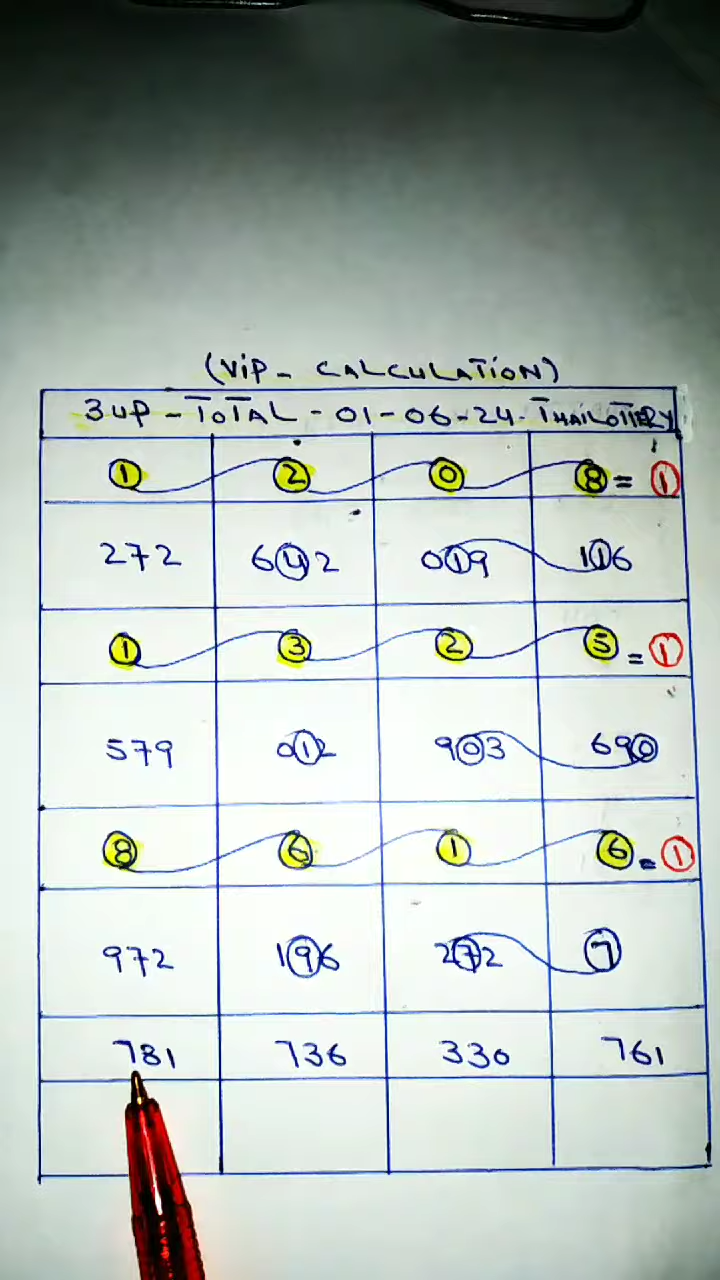 (ViP - CALCULATION)
3UP - TOTAL - 01-06-24. THAILOTTERY
1 2 0 8 = 1
272 642 019 116
1 3 2 5 = 1
579 012 903 690
8 6 1 6 = 1
972 196 272 7
781 736 330 761